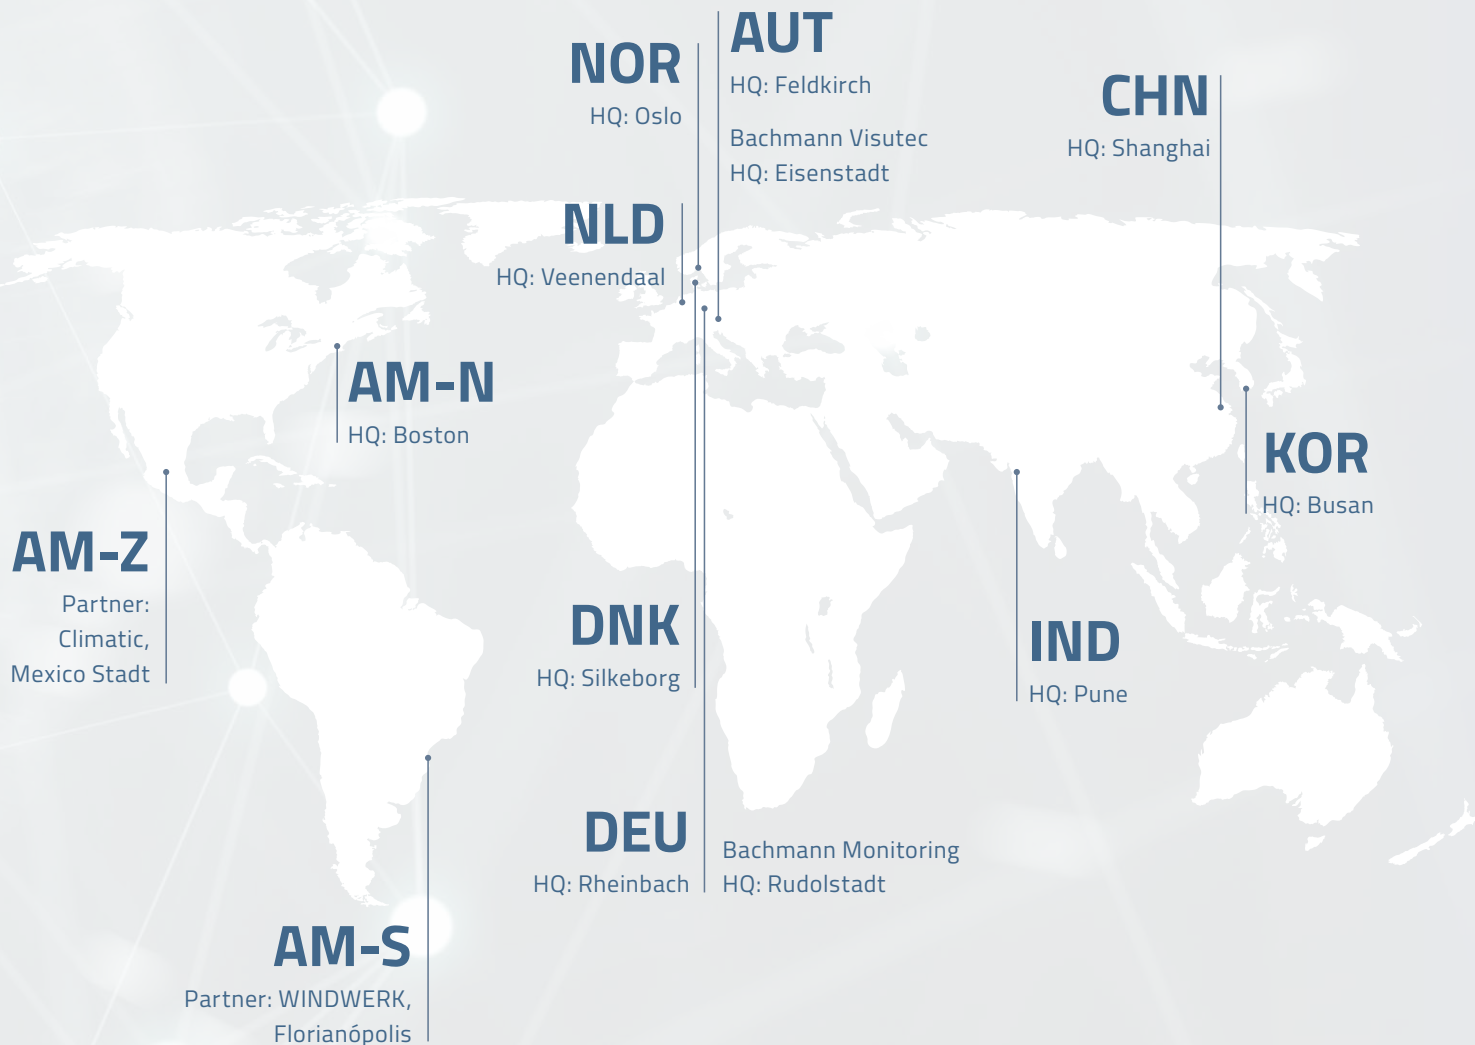 AUT
HQ: Feldkirch
Bachmann Visutec
HQ: Eisenstadt
NOR
HQ: Oslo
CHN
HQ: Shanghai
NLD
HQ: Veenendaal
AM-N
HQ: Boston
KOR
HQ: Busan
AM-Z
Partner:
Climatic,
Mexico Stadt
DNK
HQ: Silkeborg
IND
HQ: Pune
DEU
HQ: Rheinbach
Bachmann Monitoring
HQ: Rudolstadt
AM-S
Partner: WINDWERK,
Florianópolis